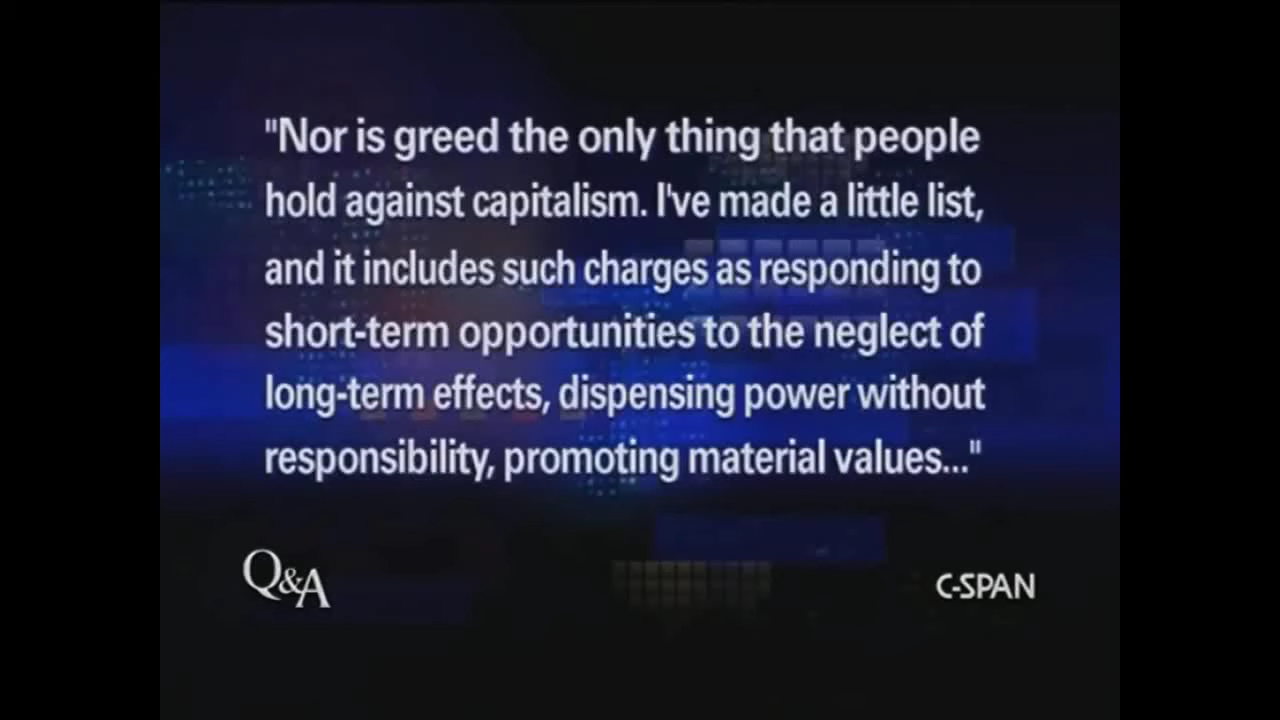 "Nor is greed the only thing that people
hold against capitalism. I've made a little list,
and it includes such charges as responding to
short-term opportunities to the neglect of
long-term effects, dispensing power without
responsibility, promoting material values..."
Q&A
C-SPAN